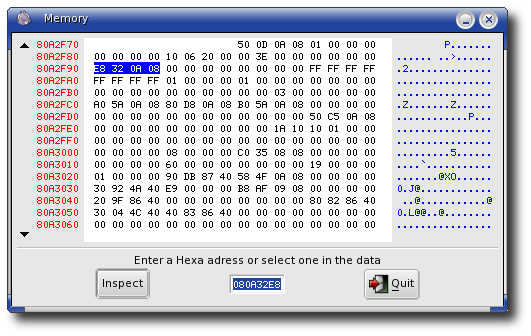 Memory
80A2F70 50 0D 0A 08 01 00 00 00 P.......
80A2F80 00 00 00 00 10 06 20 00 00 3E 00 00 00 00 00 00 ...... ..>......
80A2F90 E8 32 0A 08 00 00 00 00 00 00 00 00 FF FF FF FF .2..............
80A2FA0 FF FF FF FF 01 00 00 00 01 00 00 00 00 00 00 00 ................
80A2FB0 00 00 00 00 00 00 00 00 00 00 03 00 00 00 00 00 ................
80A2FC0 A0 5A 0A 08 80 D8 0A 08 B0 5A 0A 08 00 00 00 00 .Z.......Z......
80A2FD0 00 00 00 00 00 00 00 00 00 00 00 00 50 C5 0A 08 ............P...
80A2FE0 00 00 00 00 00 00 00 00 00 00 1A 10 10 01 00 00 ................
80A2FF0 00 00 00 00 00 00 00 00 00 00 00 00 00 00 00 00 ................
80A3000 00 00 00 00 08 00 00 00 C0 35 08 08 00 00 00 00 .........5......
80A3010 00 00 00 00 60 00 00 00 00 00 00 00 19 00 00 00 ....`...........
80A3020 01 00 00 00 90 DB 87 40 58 4F 0A 08 00 00 00 00 .......@XO......
80A3030 30 92 4A 40 E9 00 00 00 B8 AF 09 08 00 00 00 00 0.J@............
80A3040 20 9F 86 40 00 00 00 00 00 00 00 00 80 82 86 40 ..@...........@
80A3050 30 04 4C 40 40 83 86 40 00 00 00 00 00 00 00 00 0.L@@..@........
80A3060 00 00 00 00 00 00 00 00 00 00 00 00 00 00 00 00 ................
Enter a Hexa adress or select one in the data
Inspect 080A32E8 Quit